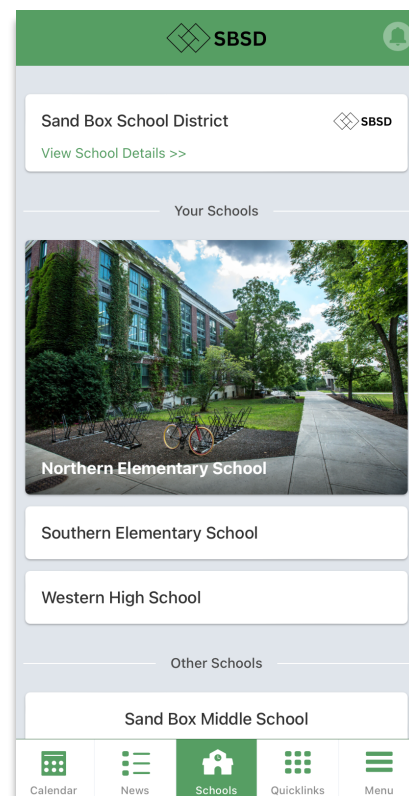 SBSD
Sand Box School District
SBSD
View School Details >>
Your Schools
Northern Elementary School
Southern Elementary School
Western High School
Other Schools
Sand Box Middle School
Calendar
News
Schools
Quicklinks
Menu